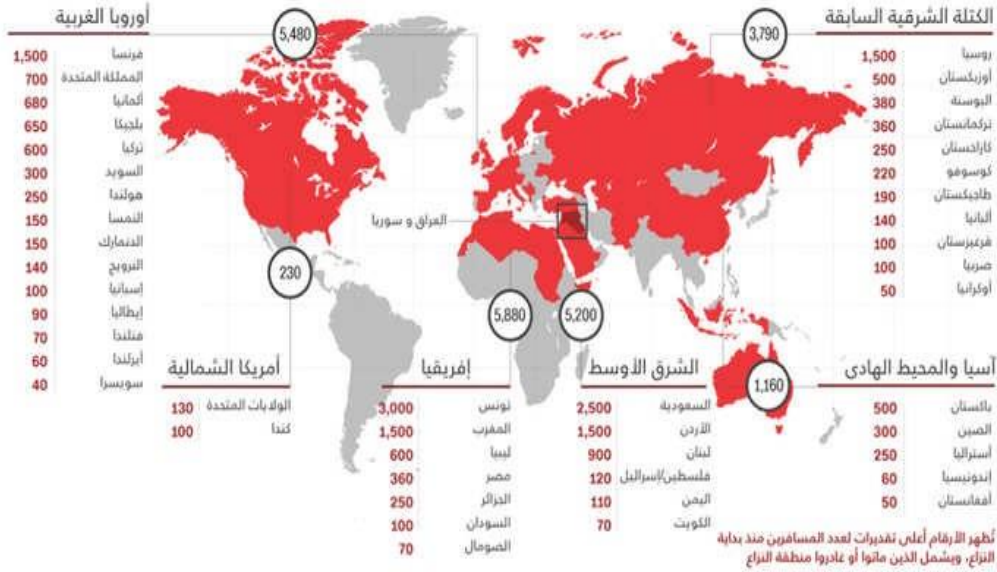 الكتلة الشرقية السابقة
3,790
روسيا 1,500
أوزبكستان 500
البوسنة 380
تركمانستان 360
كازاخستان 250
كوسوفو 220
طاجيكستان 190
ألبانيا 140
قرغيزستان 100
صربيا 100
أوكرانيا 50
أوروبا الغربية
5,480
فرنسا 1,500
المملكة المتحدة 700
ألمانيا 680
بلجيكا 650
تركيا 600
السويد 300
هولندا 250
النمسا 150
الدنمارك 150
النرويج 140
إسبانيا 100
إيطاليا 90
فنلندا 70
أيرلندا 60
سويسرا 40
العراق و سوريا
آسيا والمحيط الهادى
1,160
باكستان 500
الصين 300
أستراليا 250
إندونيسيا 60
أفغانستان 50
الشرق الأوسط
5,200
السعودية 2,500
الأردن 1,500
لبنان 900
فلسطين/إسرائيل 120
اليمن 110
الكويت 70
إفريقيا
5,880
تونس 3,000
المغرب 1,500
ليبيا 600
مصر 360
الجزائر 250
السودان 100
الصومال 70
أمريكا الشمالية
230
الولايات المتحدة 130
كندا 100
تُظهر الأرقام أعلى تقديرات لعدد المسافرين منذ بداية
النزاع، ويشمل الذين ماتوا أو غادروا منطقة النزاع